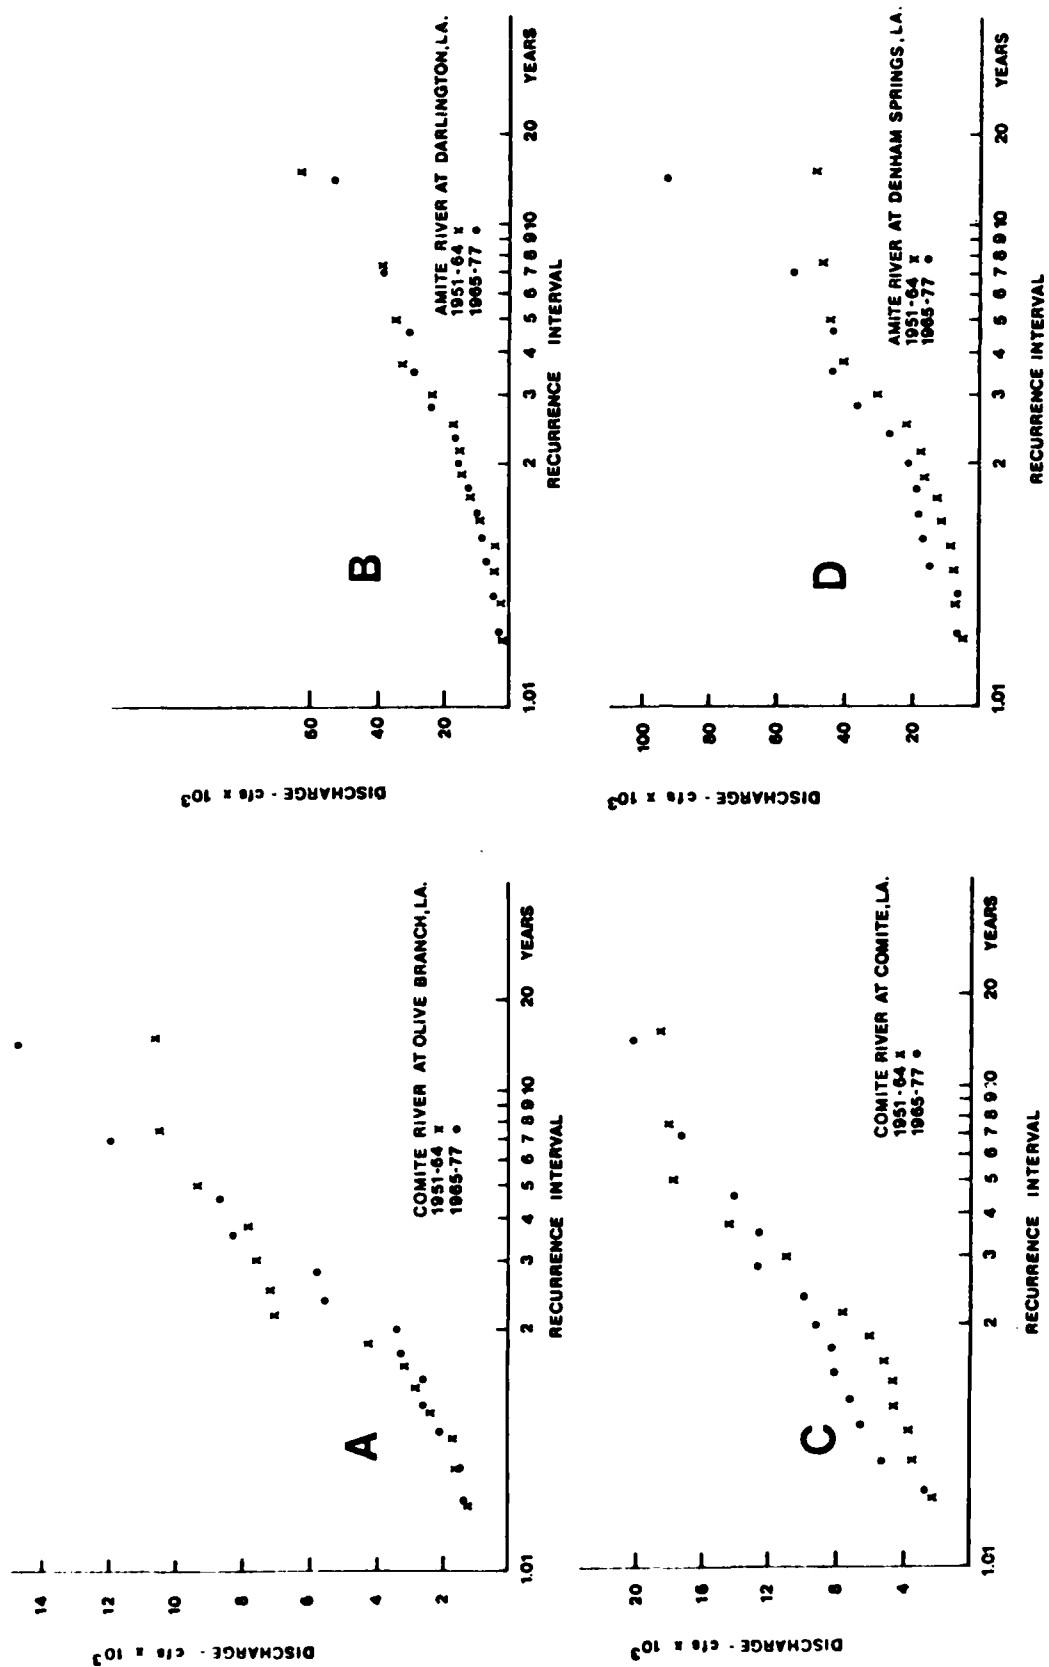 A
COMITE RIVER AT OLIVE BRANCH, LA.
1951-64 x
1965-77 •
DISCHARGE - cfs x 10³
14
12
10
8
6
4
2
1.01 2 3 4 5 6 7 8 9 10 20 YEARS
RECURRENCE INTERVAL
B
AMITE RIVER AT DARLINGTON, LA.
1951-64 x
1965-77 •
DISCHARGE - cfs x 10³
60
40
20
1.01 2 3 4 5 6 7 8 9 10 20 YEARS
RECURRENCE INTERVAL
C
COMITE RIVER AT COMITE, LA.
1951-64 x
1965-77 •
DISCHARGE - cfs x 10³
20
16
12
8
4
1.01 2 3 4 5 6 7 8 9 10 20 YEARS
RECURRENCE INTERVAL
D
AMITE RIVER AT DENHAM SPRINGS, LA.
1951-64 x
1965-77 •
DISCHARGE - cfs x 10³
100
80
60
40
20
1.01 2 3 4 5 6 7 8 9 10 20 YEARS
RECURRENCE INTERVAL